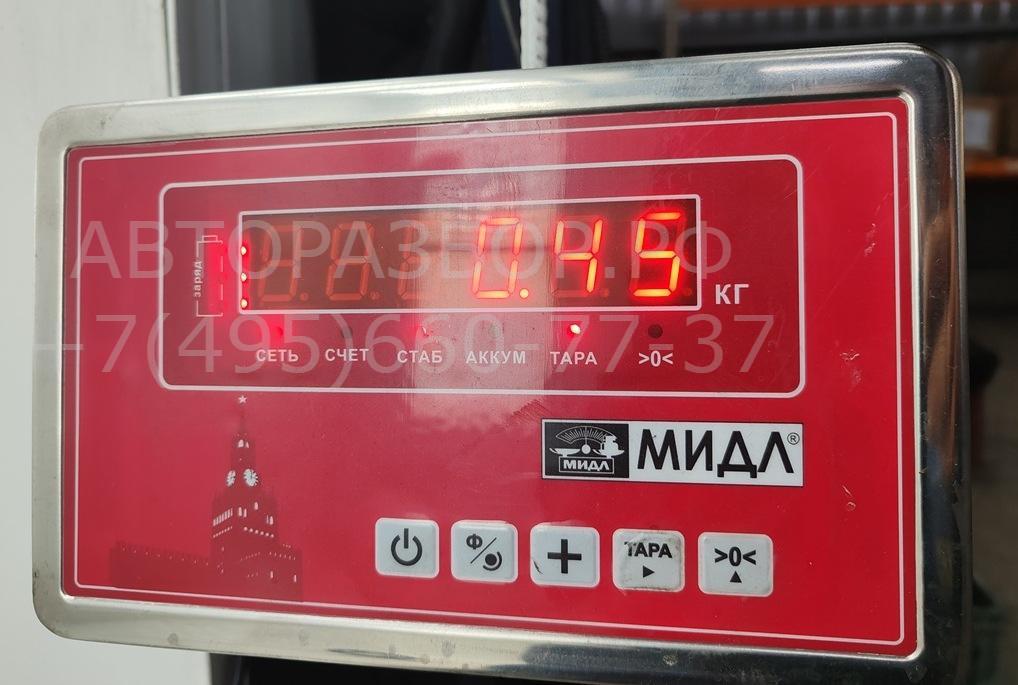 АВТОРАЗБОР.РФ
+7(495)660-77-37
заряд
0.45
КГ
СЕТЬ СЧЕТ СТАБ АККУМ ТАРА >0<
МИДЛ МИДЛ®
Ф
ТАРА >0<